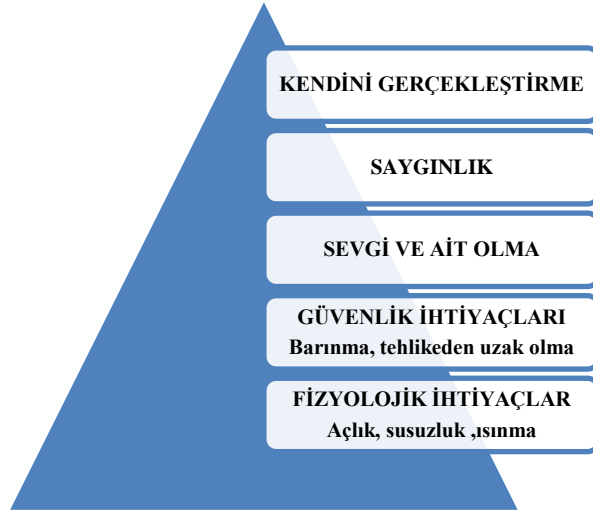 KENDİNİ GERÇEKLEŞTİRME
SAYGINLIK
SEVGİ VE AİT OLMA
GÜVENLİK İHTİYAÇLARI
Barınma, tehlikeden uzak olma
FİZYOLOJİK İHTİYAÇLAR
Açlık, susuzluk ,ısınma